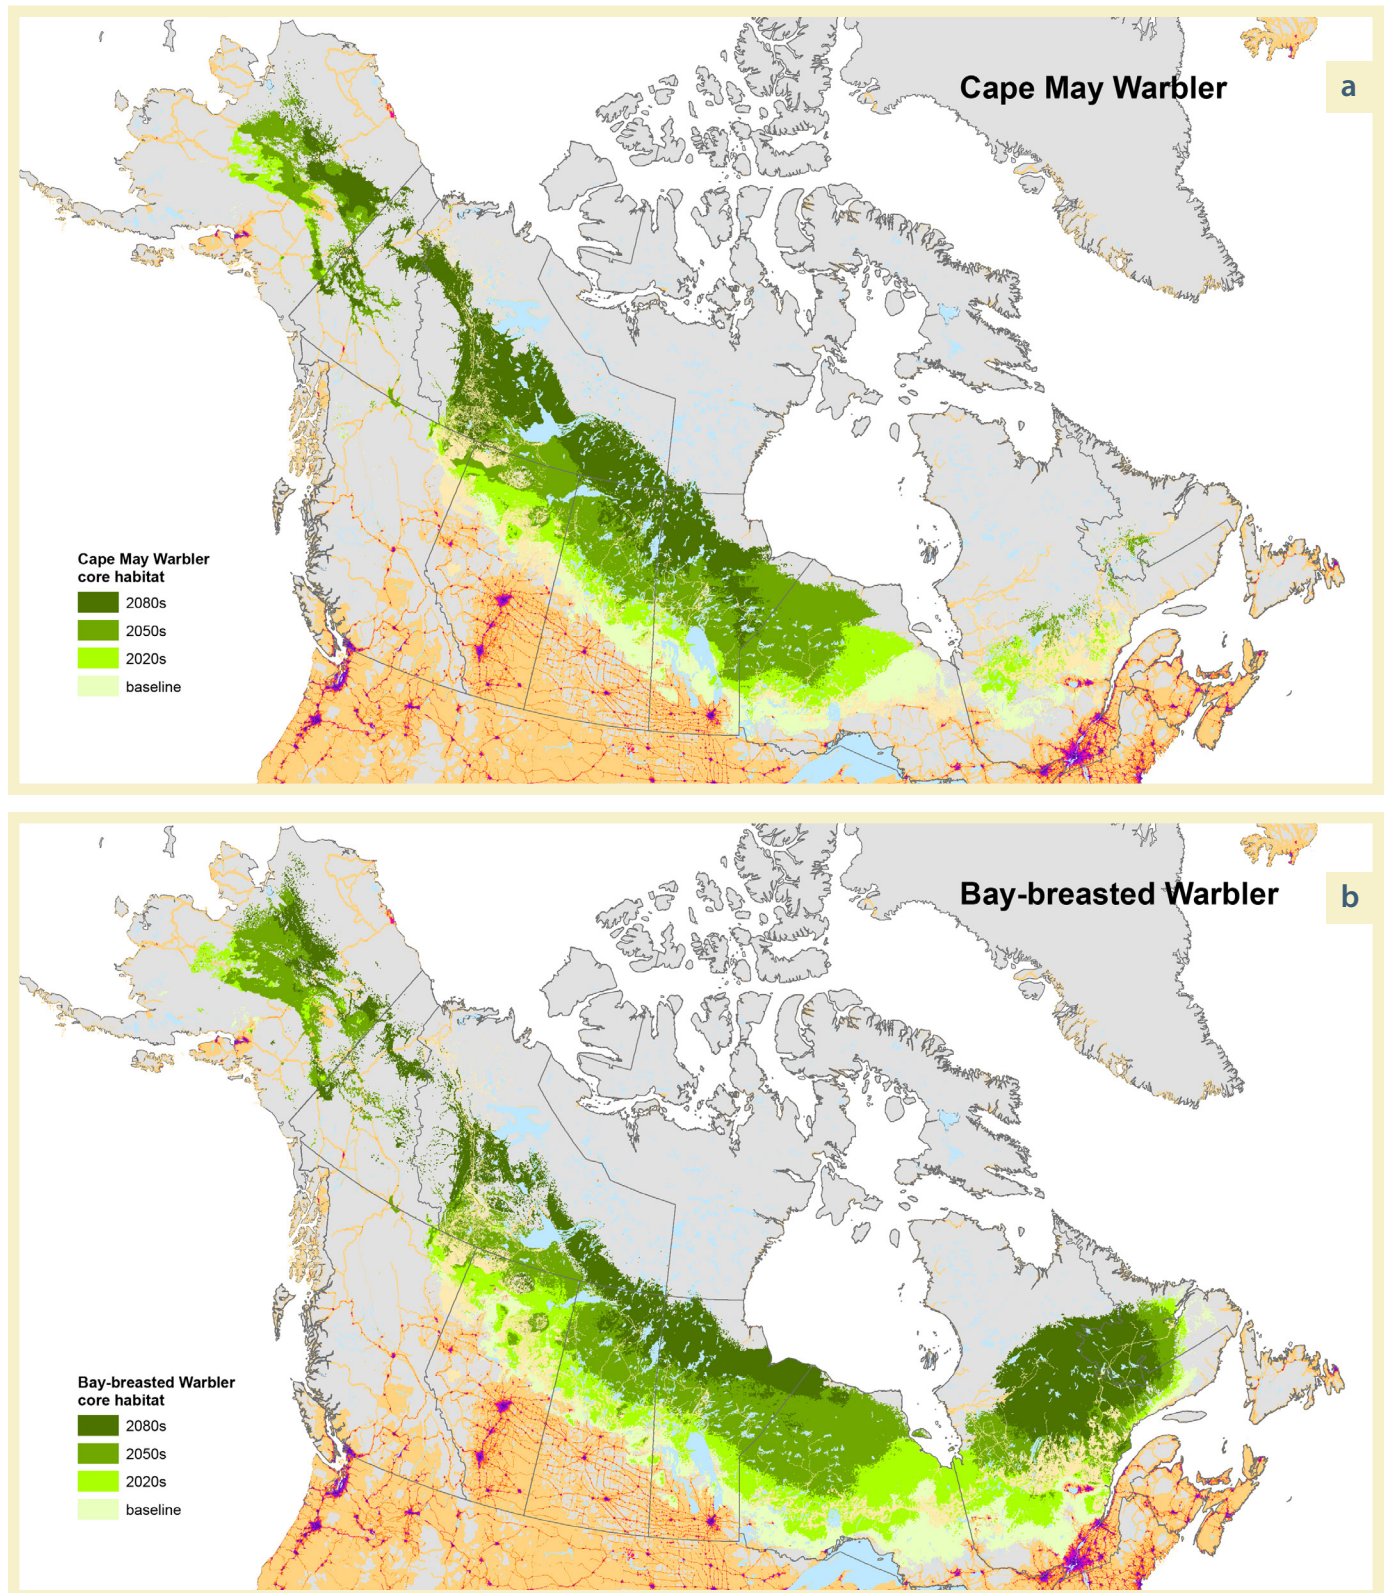 Cape May Warbler
a
Cape May Warbler
core habitat
2080s
2050s
2020s
baseline
Bay-breasted Warbler
b
Bay-breasted Warbler
core habitat
2080s
2050s
2020s
baseline